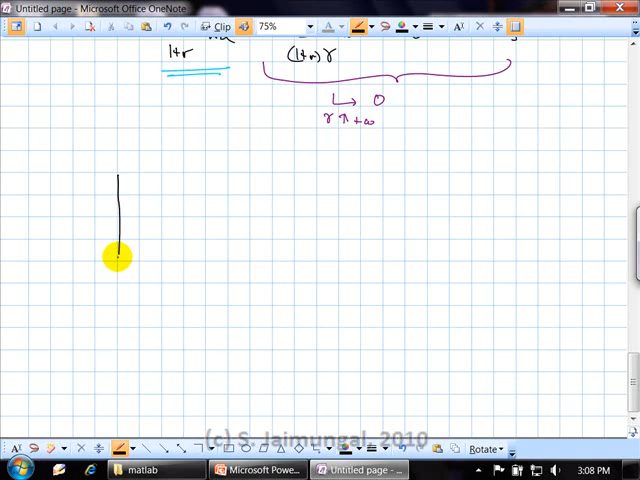 Untitled page - Microsoft Office OneNote
Clip 75%
1+r
(1+r)γ
↳ 0
γ ↑ +∞
(c) S. Jaimungal, 2010
Rotate
matlab
Microsoft Powe...
Untitled page - ...
3:08 PM